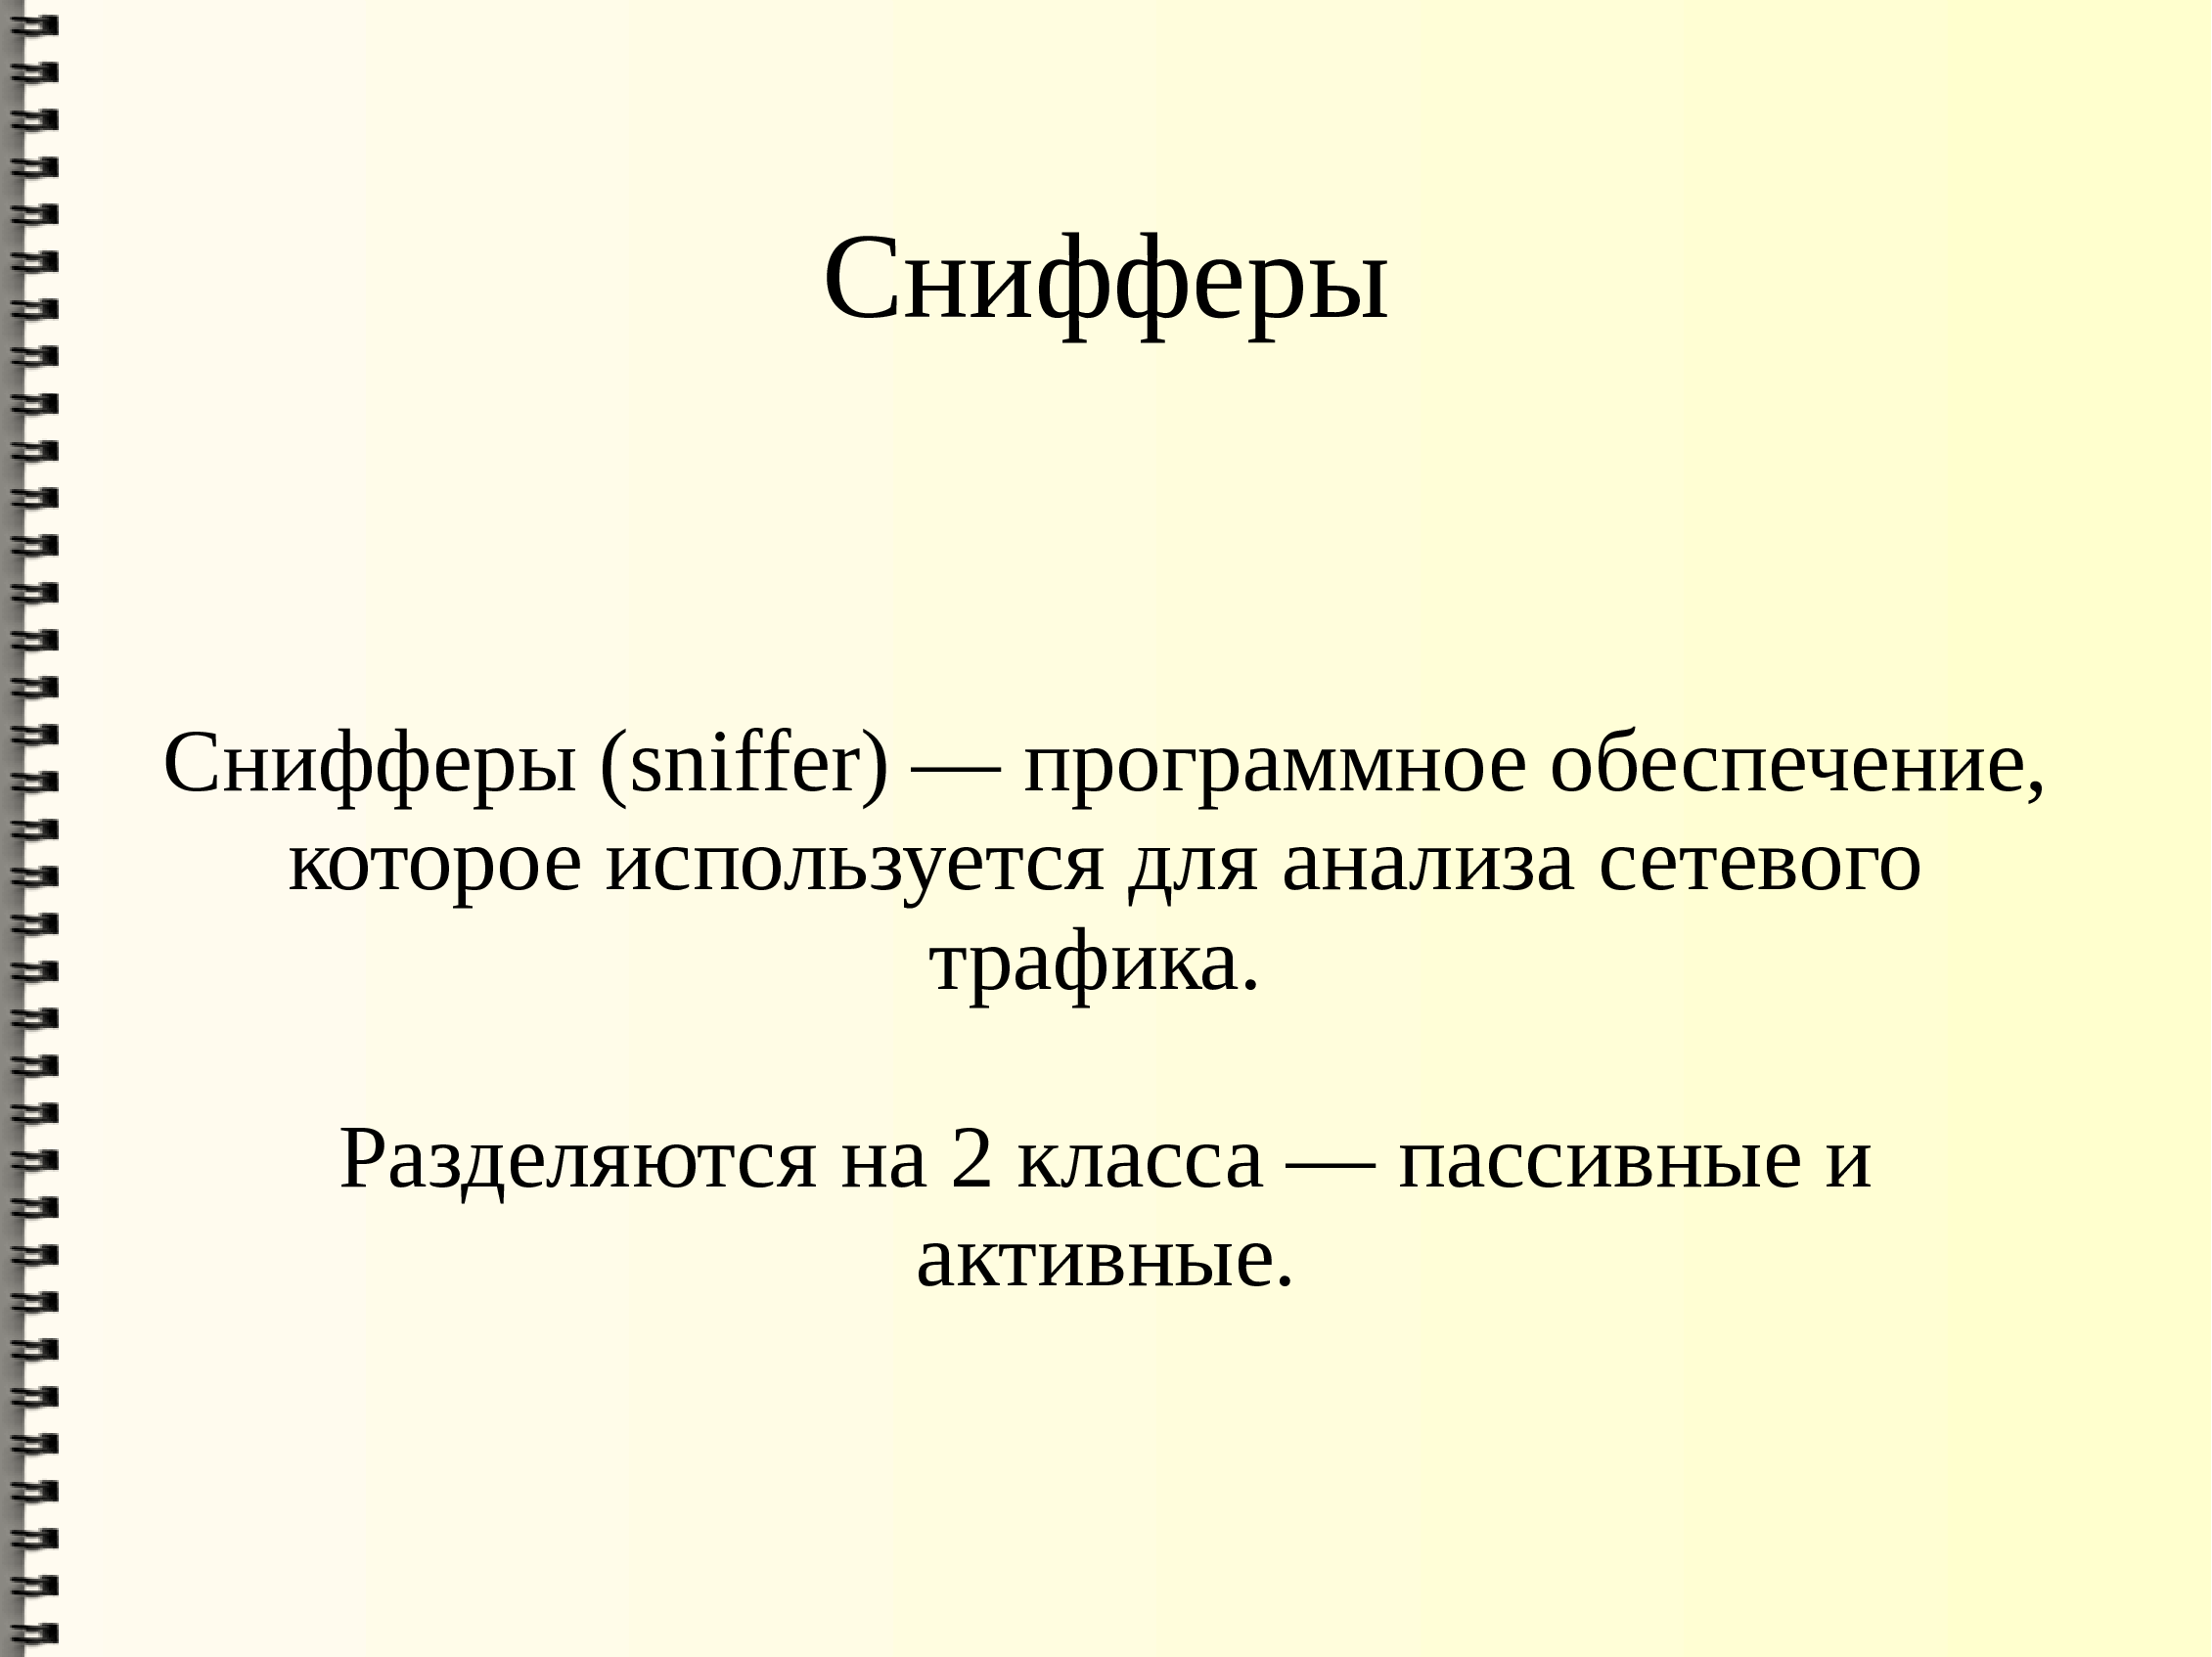 Снифферы
Снифферы (sniffer) — программное обеспечение,
которое используется для анализа сетевого
трафика.
Разделяются на 2 класса — пассивные и
активные.